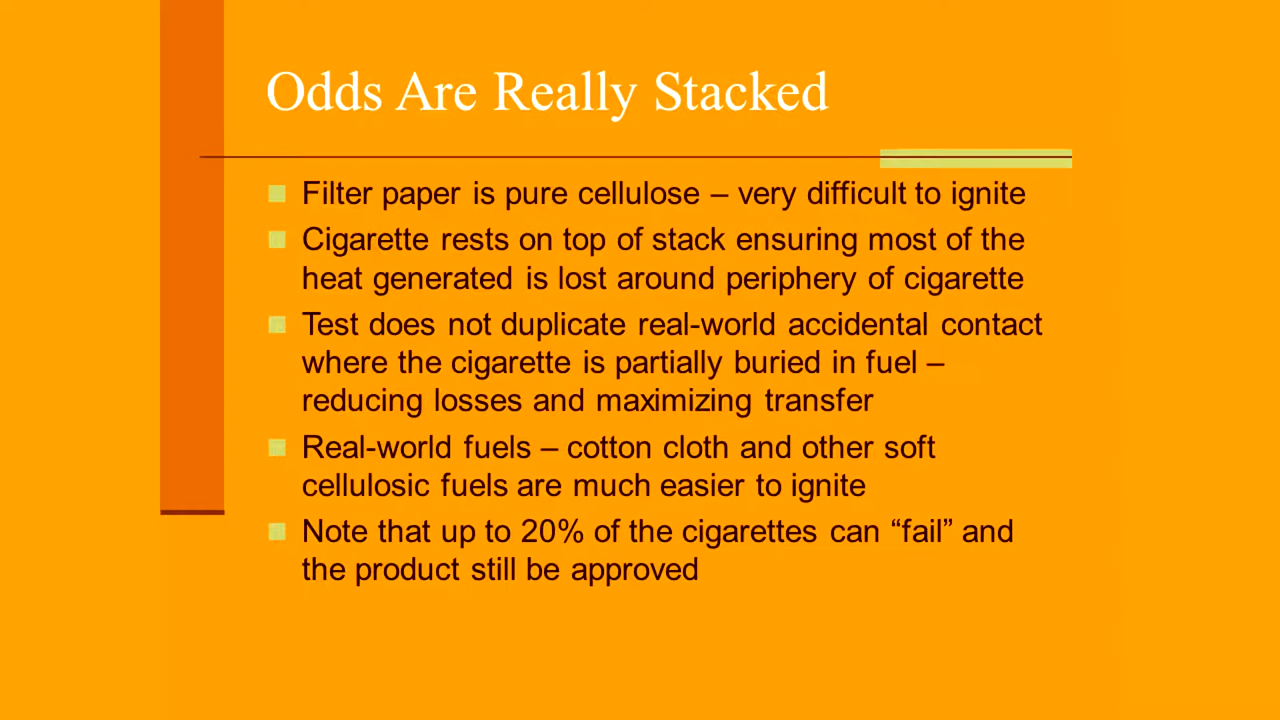 Odds Are Really Stacked
Filter paper is pure cellulose – very difficult to ignite
Cigarette rests on top of stack ensuring most of the
heat generated is lost around periphery of cigarette
Test does not duplicate real-world accidental contact
where the cigarette is partially buried in fuel –
reducing losses and maximizing transfer
Real-world fuels – cotton cloth and other soft
cellulosic fuels are much easier to ignite
Note that up to 20% of the cigarettes can “fail” and
the product still be approved